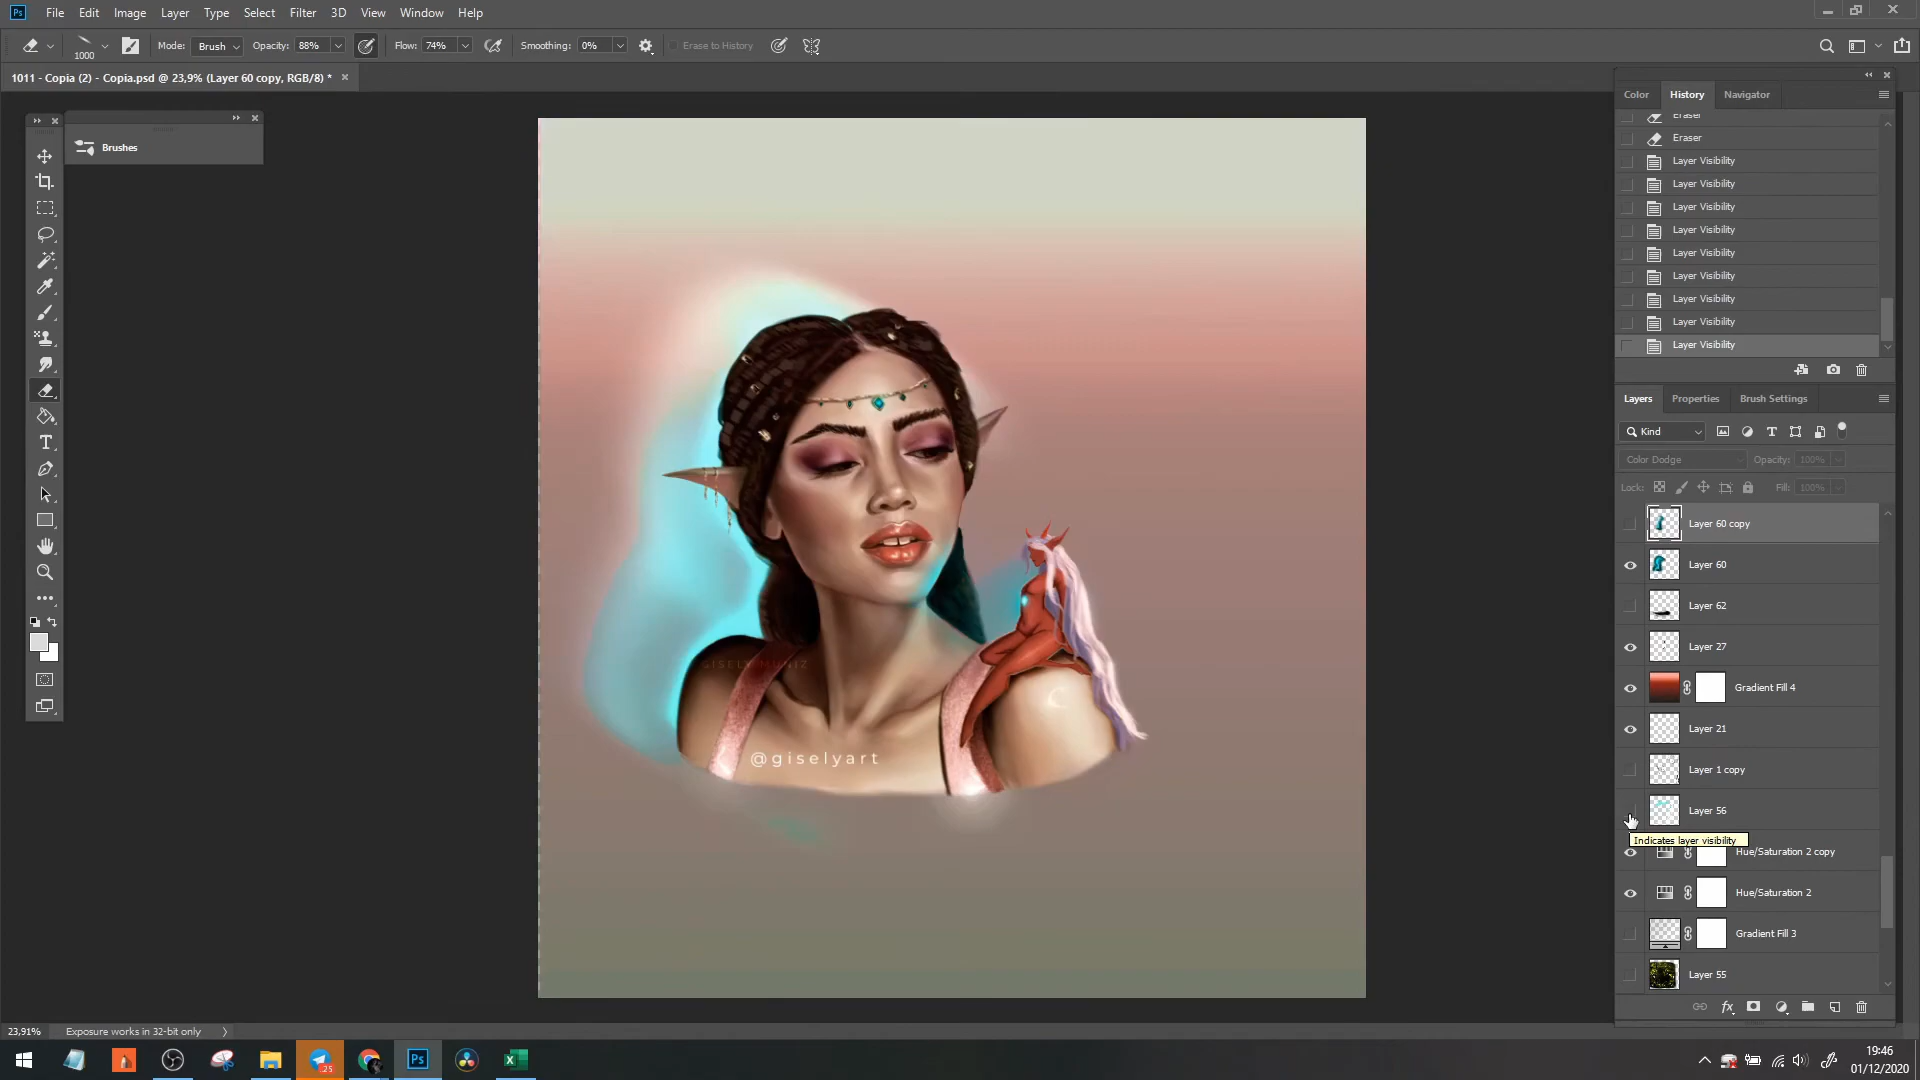 Ps File Edit Image Layer Type Select Filter 3D View Window Help
1000 Mode: Brush Opacity: 88% Flow: 74% Smoothing: 0% Erase to History
1011 - Copia (2) - Copia.psd @ 23,9% (Layer 60 copy, RGB/8) *
Brushes
Color History Navigator
Eraser
Eraser
Layer Visibility
Layer Visibility
Layer Visibility
Layer Visibility
Layer Visibility
Layer Visibility
Layer Visibility
Layer Visibility
Layer Visibility
Layers Properties Brush Settings
Kind
Color Dodge Opacity: 100%
Lock: Fill: 100%
Layer 60 copy
Layer 60
Layer 62
Layer 27
Gradient Fill 4
Layer 21
Layer 1 copy
Layer 56
Indicates layer visibility
Hue/Saturation 2 copy
Hue/Saturation 2
Gradient Fill 3
Layer 55
GISELY MUNIZ
@giselyart
23,91% Exposure works in 32-bit only
25
Ps
19:46
01/12/2020